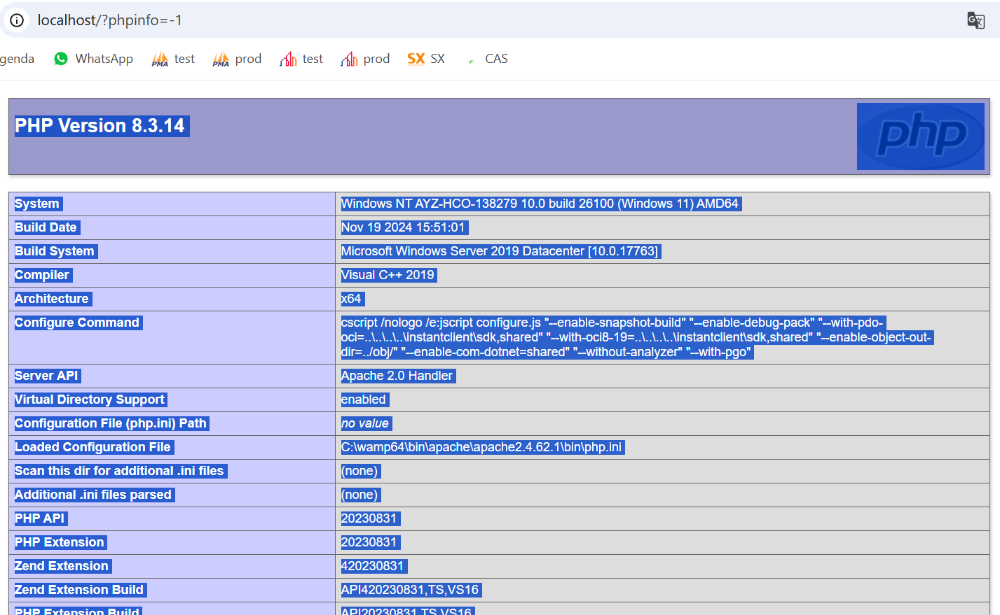 localhost/?phpinfo=-1
genda WhatsApp PMA test PMA prod test prod SX SX CAS
PHP Version 8.3.14
php
System Windows NT AYZ-HCO-138279 10.0 build 26100 (Windows 11) AMD64
Build Date Nov 19 2024 15:51:01
Build System Microsoft Windows Server 2019 Datacenter [10.0.17763]
Compiler Visual C++ 2019
Architecture x64
Configure Command cscript /nologo /e:jscript configure.js "--enable-snapshot-build" "--enable-debug-pack" "--with-pdo-
oci=..\..\..\..\instantclient\sdk,shared" "--with-oci8-19=..\..\..\..\instantclient\sdk,shared" "--enable-object-out-
dir=../obj/" "--enable-com-dotnet=shared" "--without-analyzer" "--with-pgo"
Server API Apache 2.0 Handler
Virtual Directory Support enabled
Configuration File (php.ini) Path no value
Loaded Configuration File C:\wamp64\bin\apache\apache2.4.62.1\bin\php.ini
Scan this dir for additional .ini files (none)
Additional .ini files parsed (none)
PHP API 20230831
PHP Extension 20230831
Zend Extension 420230831
Zend Extension Build API420230831,TS,VS16
PHP Extension Build API20230831,TS,VS16